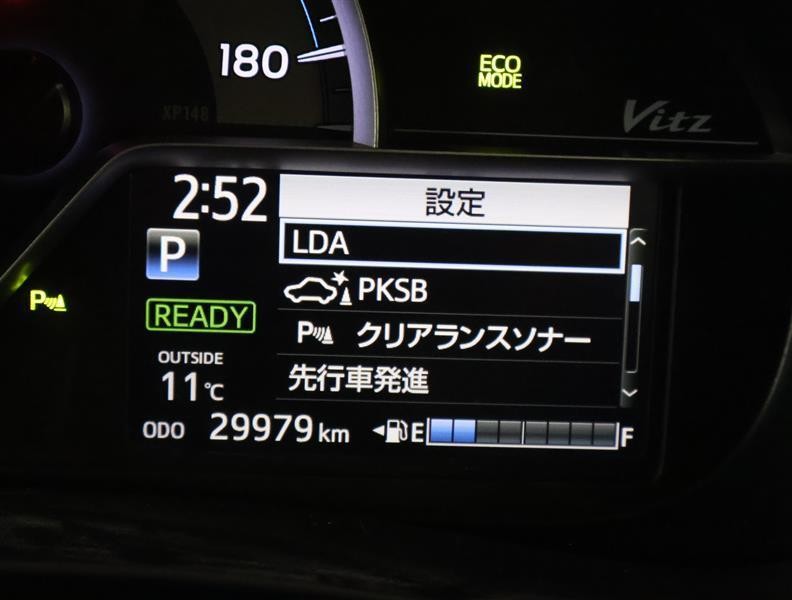 180
ECO
MODE
XP148
Vitz
2:52
設定
P
LDA
PKSB
P
READY
P クリアランスソナー
OUTSIDE
11℃
先行車発進
ODO 29979 km
E F